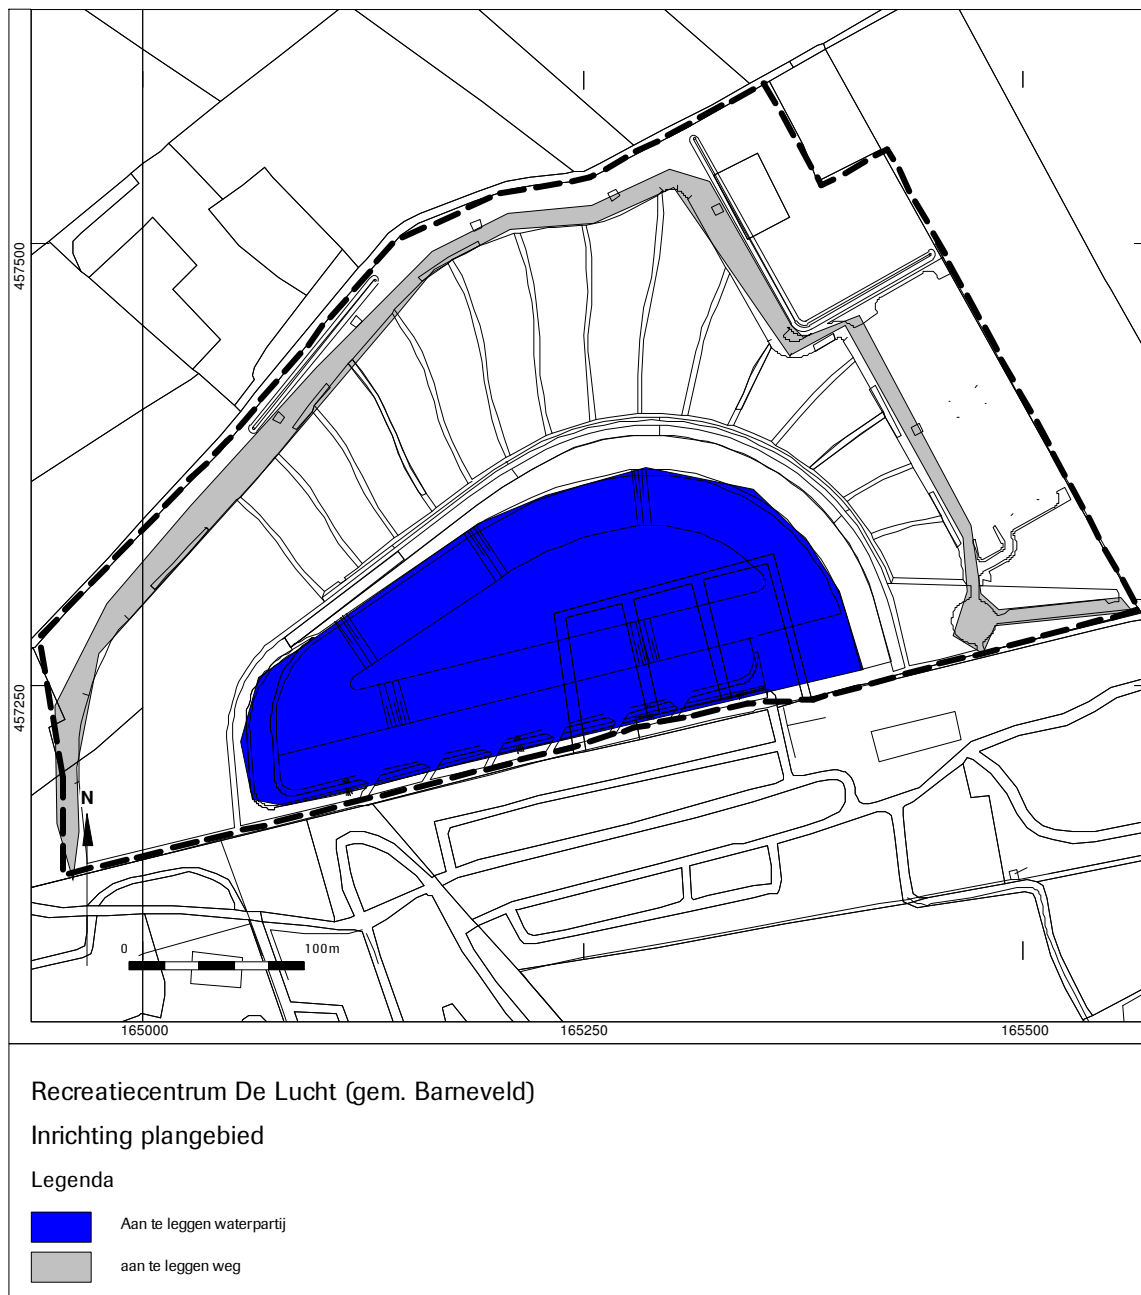 457500
457250
N
0 100m
165000 165250 165500
Recreatiecentrum De Lucht (gem. Barneveld)
Inrichting plangebied
Legenda
Aan te leggen waterpartij
aan te leggen weg